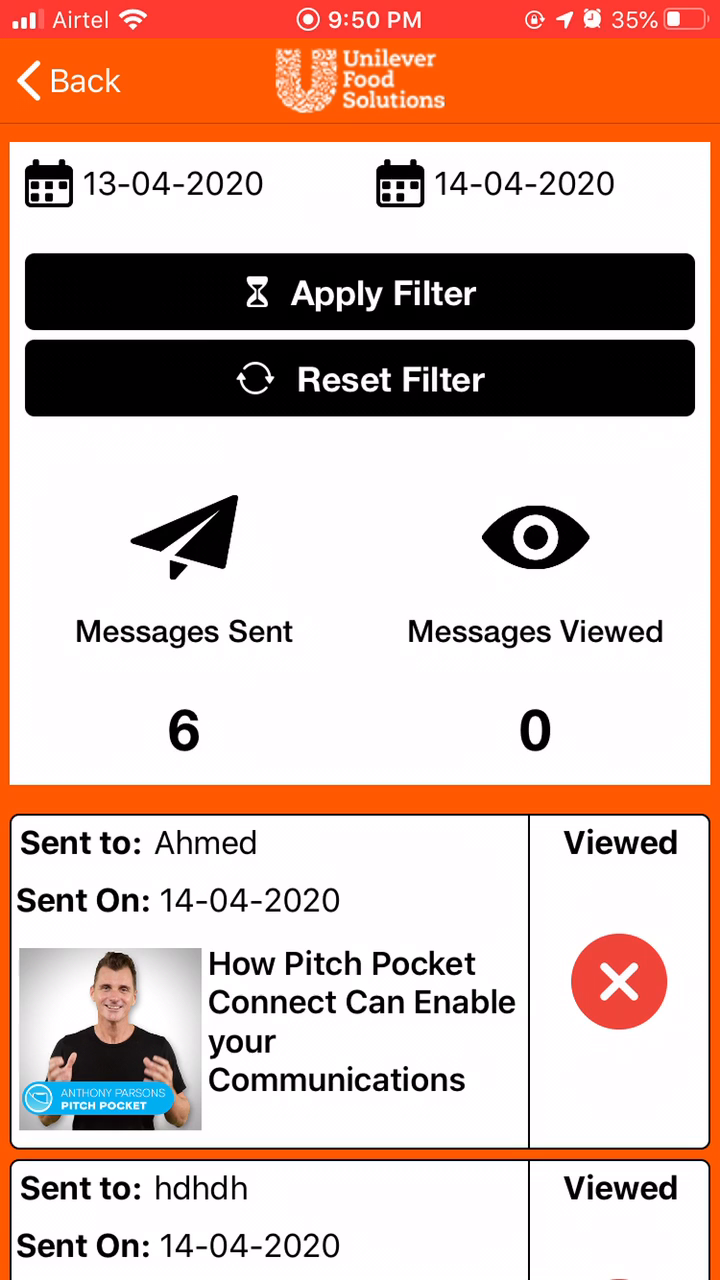 Airtel 9:50 PM 35%
Back
Unilever
Food
Solutions
13-04-2020 14-04-2020
Apply Filter
Reset Filter
Messages Sent Messages Viewed
6 0
Sent to: Ahmed Viewed
Sent On: 14-04-2020
How Pitch Pocket
Connect Can Enable
your
Communications
ANTHONY PARSONS
PITCH POCKET
Sent to: hdhdh Viewed
Sent On: 14-04-2020